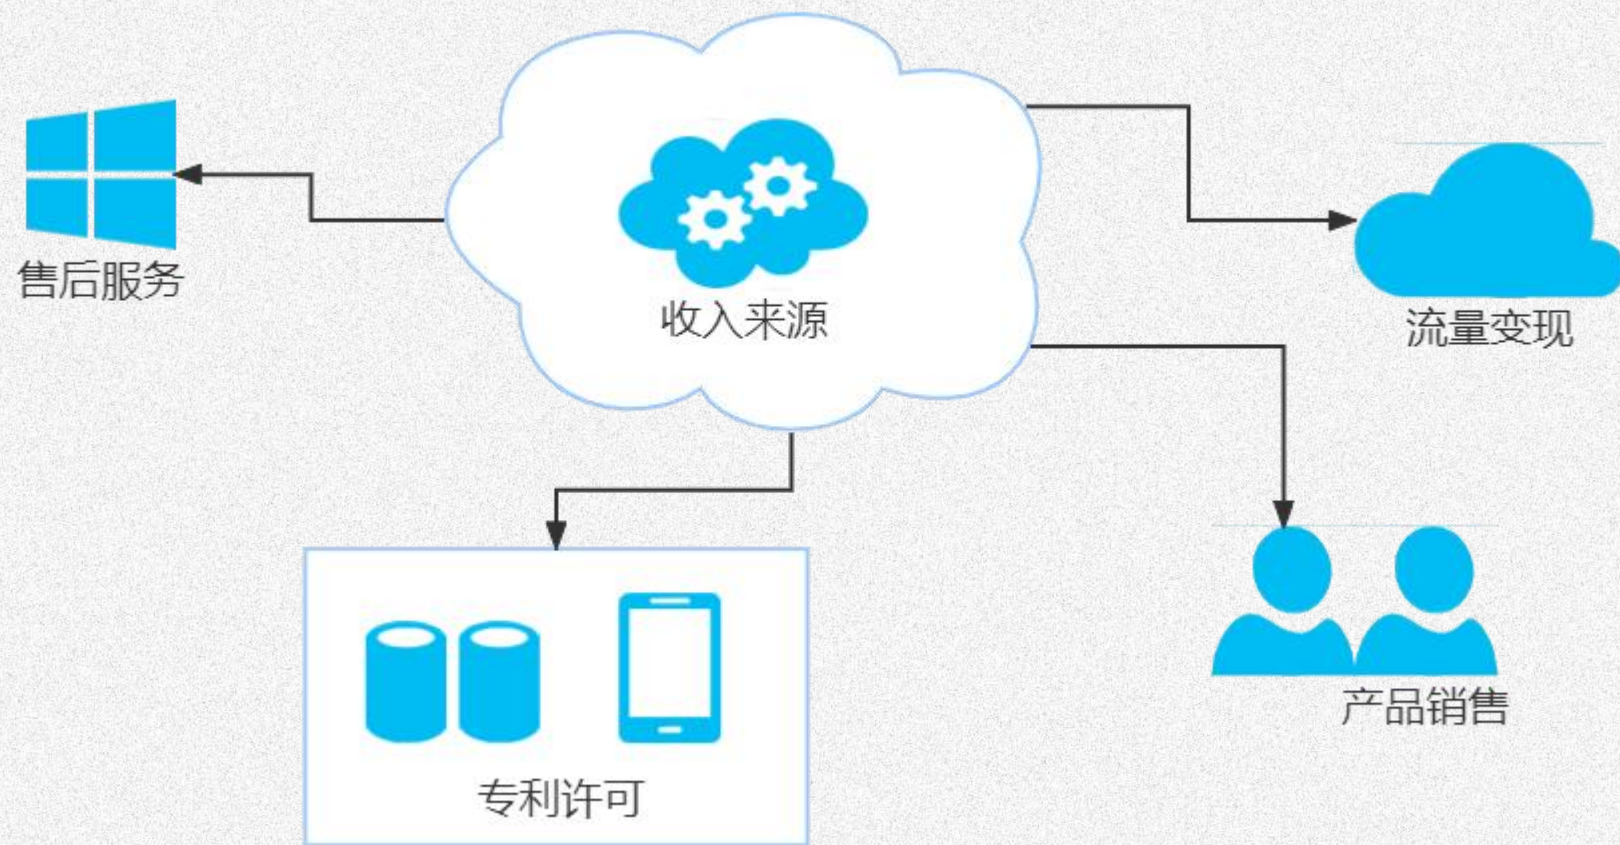 售后服务
收入来源
流量变现
产品销售
专利许可